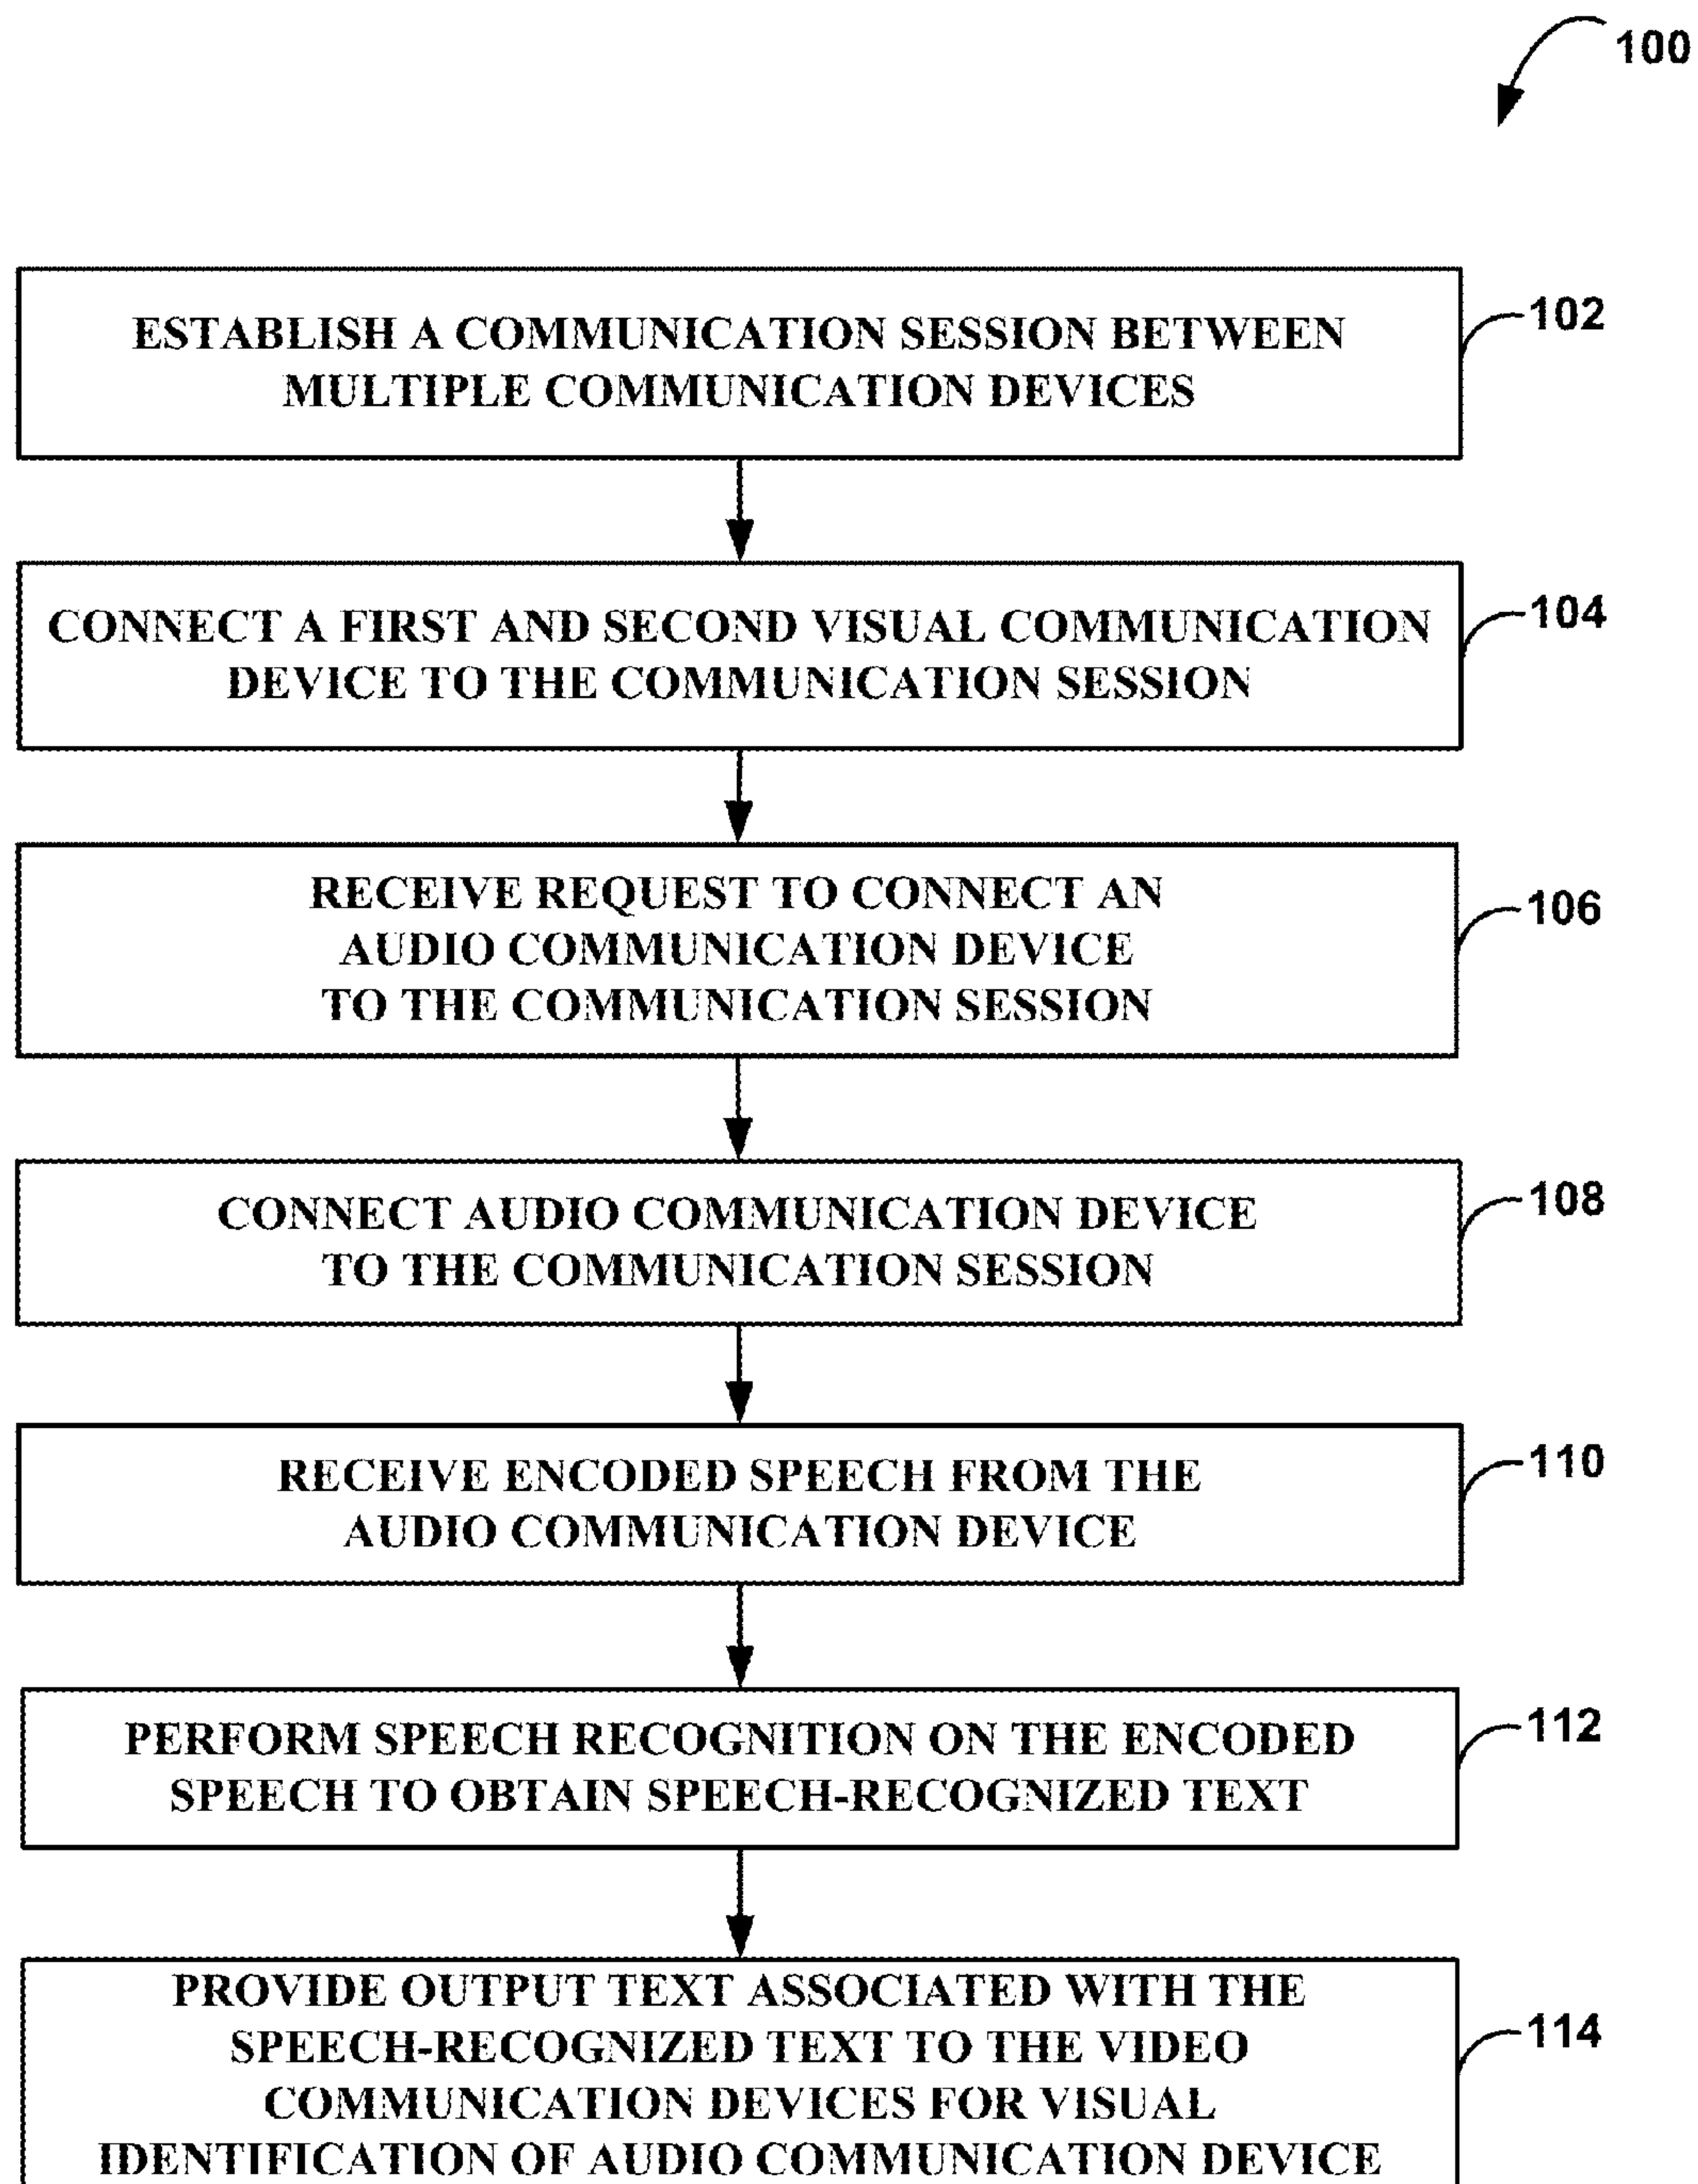 100
ESTABLISH A COMMUNICATION SESSION BETWEEN
MULTIPLE COMMUNICATION DEVICES
102
CONNECT A FIRST AND SECOND VISUAL COMMUNICATION
DEVICE TO THE COMMUNICATION SESSION
104
RECEIVE REQUEST TO CONNECT AN
AUDIO COMMUNICATION DEVICE
TO THE COMMUNICATION SESSION
106
CONNECT AUDIO COMMUNICATION DEVICE
TO THE COMMUNICATION SESSION
108
RECEIVE ENCODED SPEECH FROM THE
AUDIO COMMUNICATION DEVICE
110
PERFORM SPEECH RECOGNITION ON THE ENCODED
SPEECH TO OBTAIN SPEECH-RECOGNIZED TEXT
112
PROVIDE OUTPUT TEXT ASSOCIATED WITH THE
SPEECH-RECOGNIZED TEXT TO THE VIDEO
COMMUNICATION DEVICES FOR VISUAL
IDENTIFICATION OF AUDIO COMMUNICATION DEVICE
114